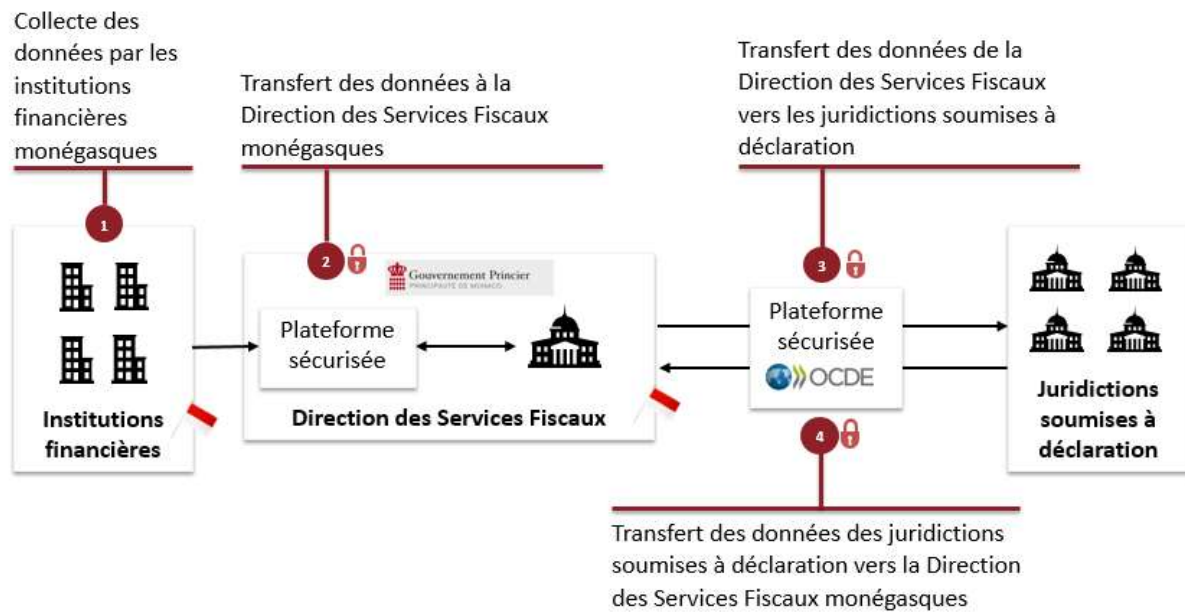 Collecte des
données par les
institutions
financières
monégasques
Transfert des données à la
Direction des Services Fiscaux
monégasques
Transfert des données de la
Direction des Services Fiscaux
vers les juridictions soumises à
déclaration
1
2
3
Gouvernement Princier
PRINCIPAUTÉ DE MONACO
Plateforme
sécurisée
Plateforme
sécurisée
OCDE
Institutions
financières
Direction des Services Fiscaux
Juridictions
soumises à
déclaration
4
Transfert des données des juridictions
soumises à déclaration vers la Direction
des Services Fiscaux monégasques